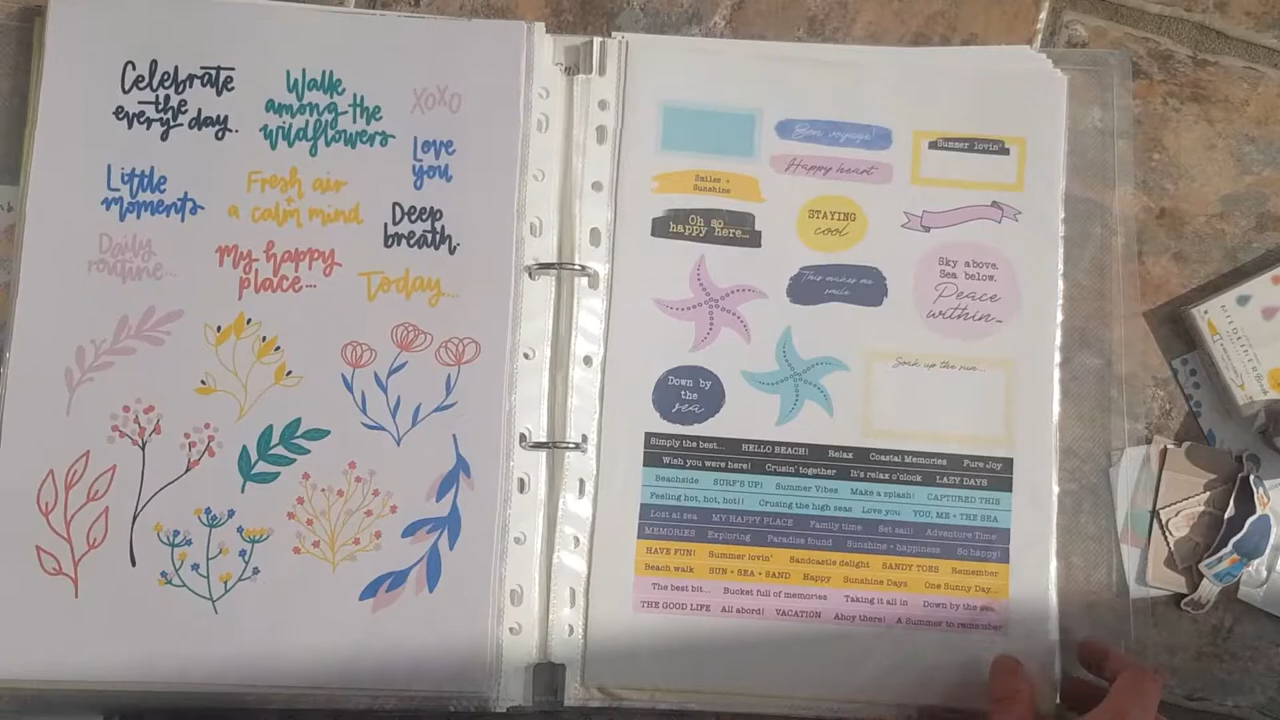 Celebrate
the
every day.
Walk
among the
wildflowers
XOXO
Love
you
Little
moments
Fresh air
+
a calm mind
Deep
breath.
Daily
routine...
My happy
place...
Today...
Bon voyage!
Happy heart
Summer lovin'
Smiles +
Sunshine
Oh so
happy here...
STAYING
cool
This makes me
smile
Sky above.
Sea below.
Peace
within...
Down by
the
sea
Soak up the sun...
Simply the best... HELLO BEACH! Relax Coastal Memories Pure Joy
Wish you were here! Crusin' together It's relax o'clock LAZY DAYS
Beachside SURF'S UP! Summer Vibes Make a splash! CAPTURED THIS
Feeling hot, hot, hot!! Crusing the high seas Love you YOU, ME + THE SEA
Lost at sea MY HAPPY PLACE Family time Set sail! Adventure Time
MEMORIES Exploring Paradise found Sunshine + happiness So happy!
HAVE FUN! Summer lovin' Sandcastle delight SANDY TOES Remember
Beach walk SUN + SEA + SAND Happy Sunshine Days One Sunny Day...
The best bit... Bucket full of memories Taking it all in Down by the sea
THE GOOD LIFE All abord! VACATION Ahoy there! A Summer to remember
MILDLINER